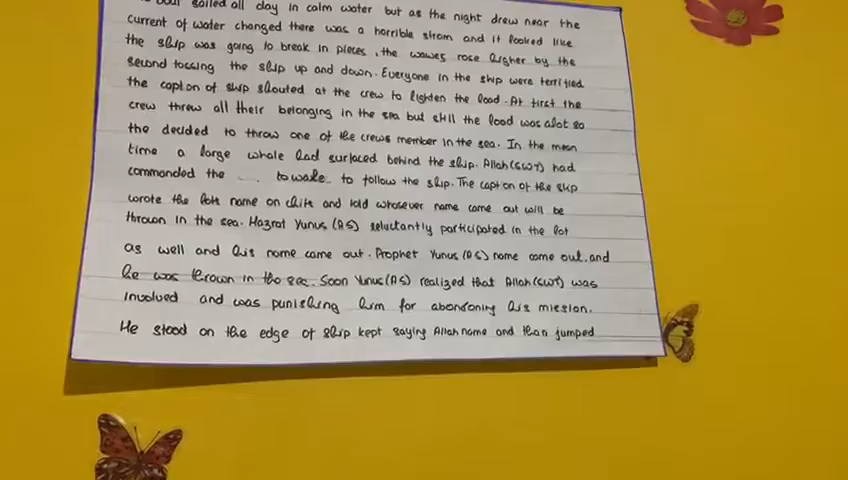 boat sailed all day in calm water but as the night drew near the
current of water changed there was a horrible strom and it looked like
the ship was going to break in pieces, the waves rose higher by the
second tossing the ship up and down. Everyone in the ship were terrified
the caption of ship shouted at the crew to lighten the load. At first the
crew threw all their belonging in the sea but still the load was alot so
the decided to throw one of the crews member in the sea. In the mean
time a large whale had surfaced behind the ship. Allah(SWT) had
commanded the .... to wale to follow the ship. The caption of the ship
wrote the name on chits and told whosever name come out will be
thrown in the sea. Hazrat Yunus (AS) reluctantly participated in the lot
as well and his name came out. Prophet Yunus (AS) name come out. and
he was thrown in the sea. Soon Yunus(AS) realized that Allah(SWT) was
involved and was punishing him for abandoning his mission.
He stood on the edge of ship kept saying Allah name and than jumped